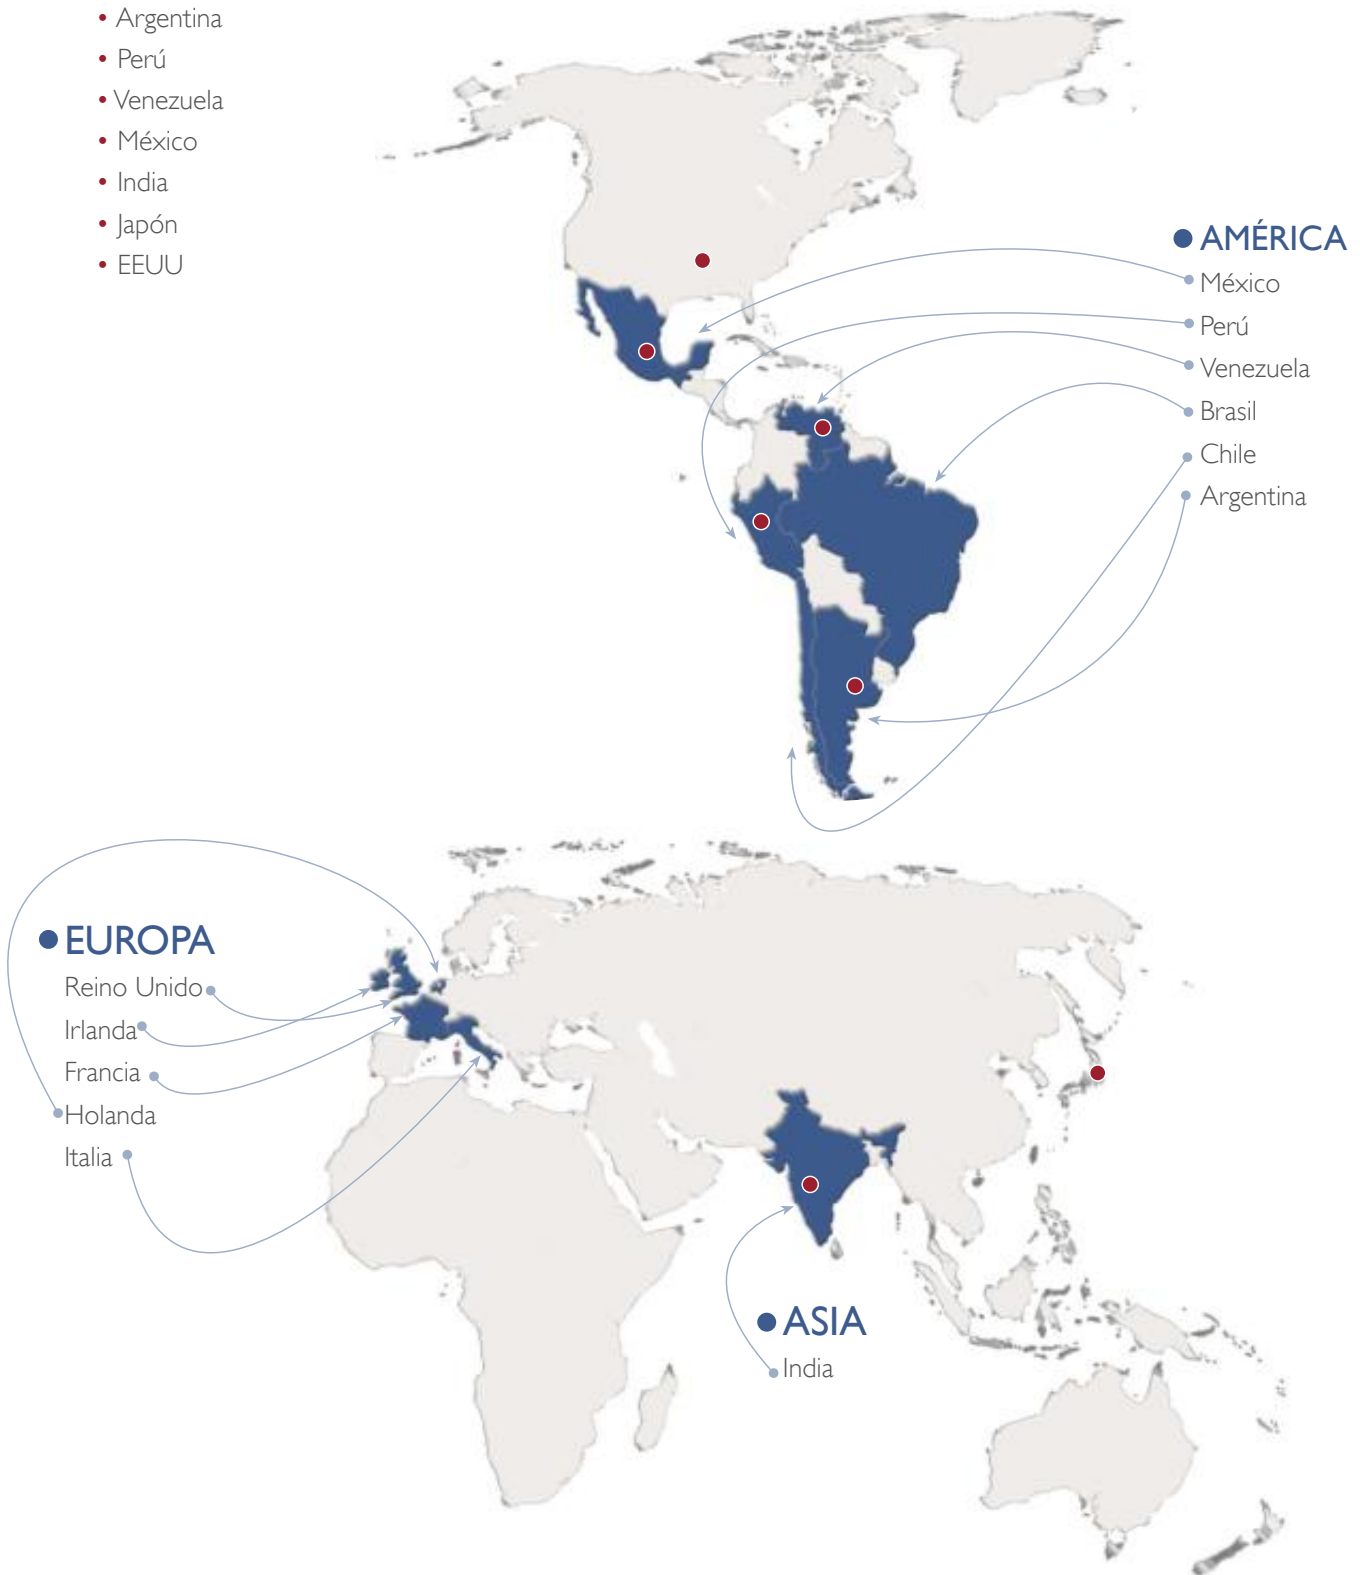 • Argentina
• Perú
• Venezuela
• México
• India
• Japón
• EEUU
AMÉRICA
México
Perú
Venezuela
Brasil
Chile
Argentina
EUROPA
Reino Unido
Irlanda
Francia
Holanda
Italia
ASIA
India